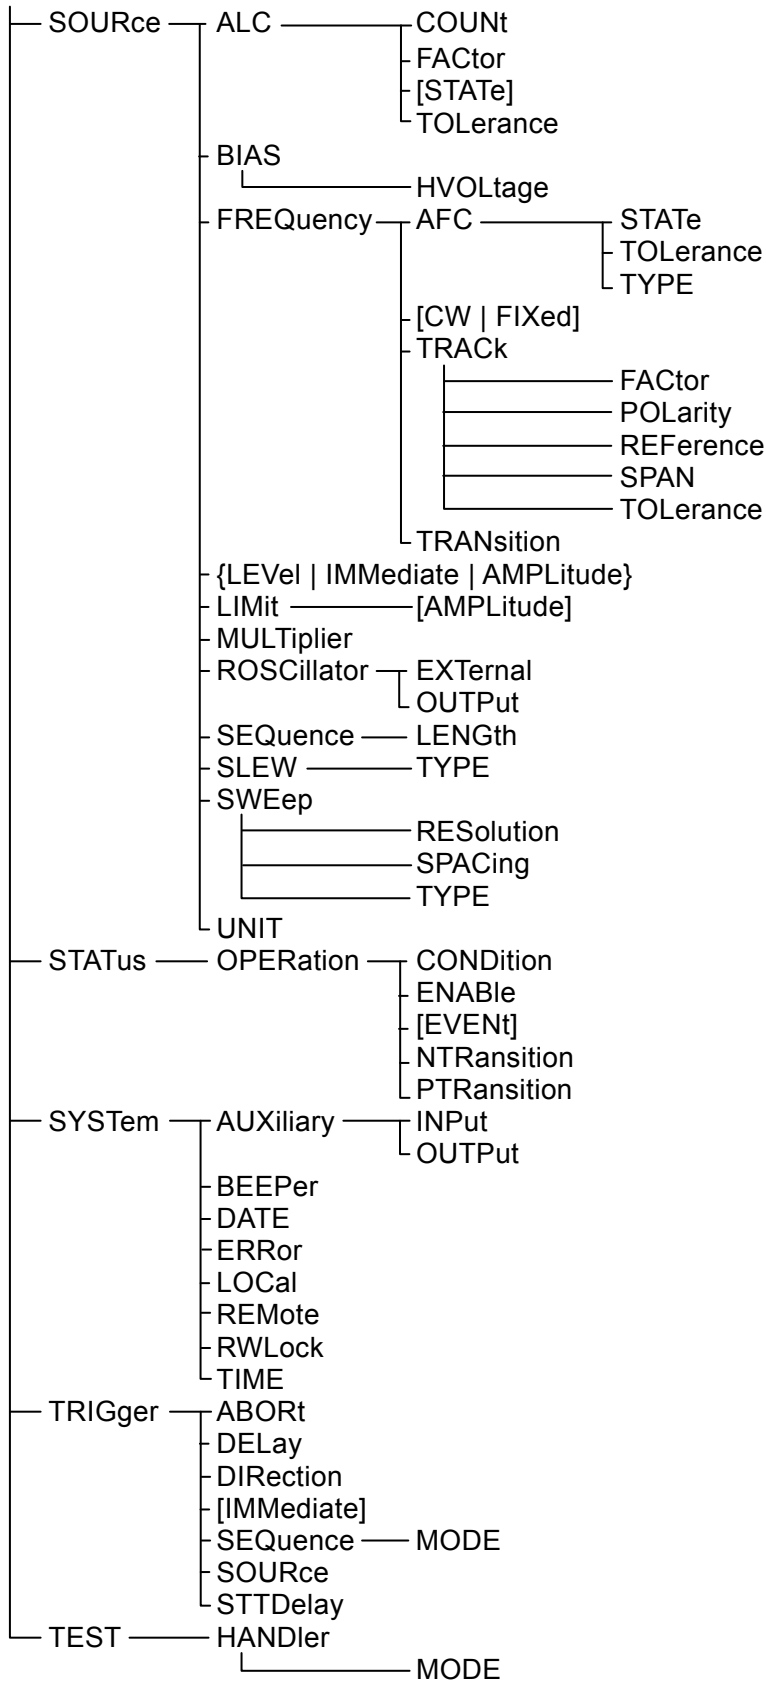 SOURce ALC COUNt
FACtor
[STATe]
TOLerance
BIAS
HVOLtage
FREQuency AFC STATe
TOLerance
TYPE
[CW | FIXed]
TRACk
FACtor
POLarity
REFerence
SPAN
TOLerance
TRANsition
{LEVel | IMMediate | AMPLitude}
LIMit [AMPLitude]
MULTiplier
ROSCillator EXTernal
OUTPut
SEQuence LENGth
SLEW TYPE
SWEep
RESolution
SPACing
TYPE
UNIT
STATus OPERation CONDition
ENABle
[EVENt]
NTRansition
PTRansition
SYSTem AUXiliary INPut
OUTPut
BEEPer
DATE
ERRor
LOCal
REMote
RWLock
TIME
TRIGger ABORt
DELay
DIRection
[IMMediate]
SEQuence MODE
SOURce
STTDelay
TEST HANDler
MODE